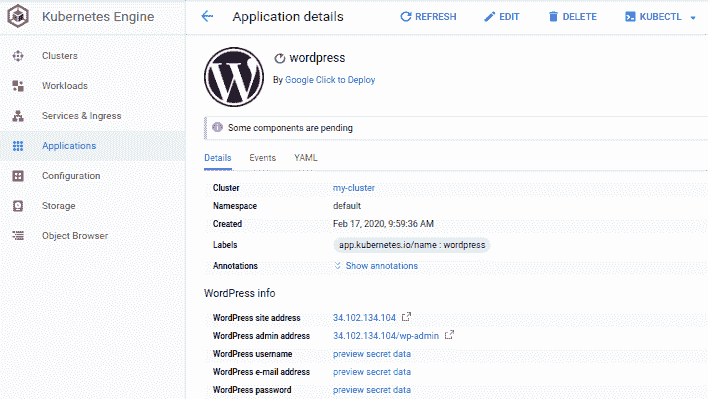 Kubernetes Engine
Application details
REFRESH
EDIT
DELETE
KUBECTL
Clusters
Workloads
Services & Ingress
Applications
Configuration
Storage
Object Browser
wordpress
By Google Click to Deploy
Some components are pending
Details Events YAML
Cluster my-cluster
Namespace default
Created Feb 17, 2020, 9:59:36 AM
Labels app.kubernetes.io/name : wordpress
Annotations Show annotations
WordPress info
WordPress site address 34.102.134.104
WordPress admin address 34.102.134.104/wp-admin
WordPress username preview secret data
WordPress e-mail address preview secret data
WordPress password preview secret data